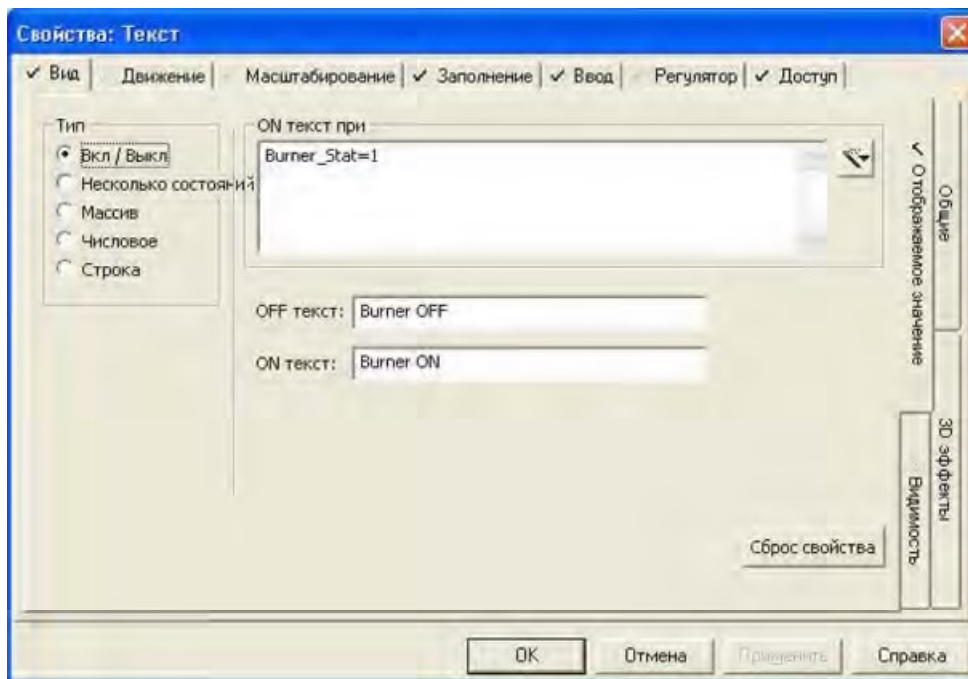 Свойства: Текст
Вид Движение Масштабирование Заполнение Ввод Регулятор Доступ
Тип
Вкл / Выкл
Несколько состояний
Массив
Числовое
Строка
ON текст при
Burner_Stat=1
OFF текст: Burner OFF
ON текст: Burner ON
Сброс свойства
Отображаемое значение
Видимость
Общие
3D эффекты
OK Отмена Применить Справка